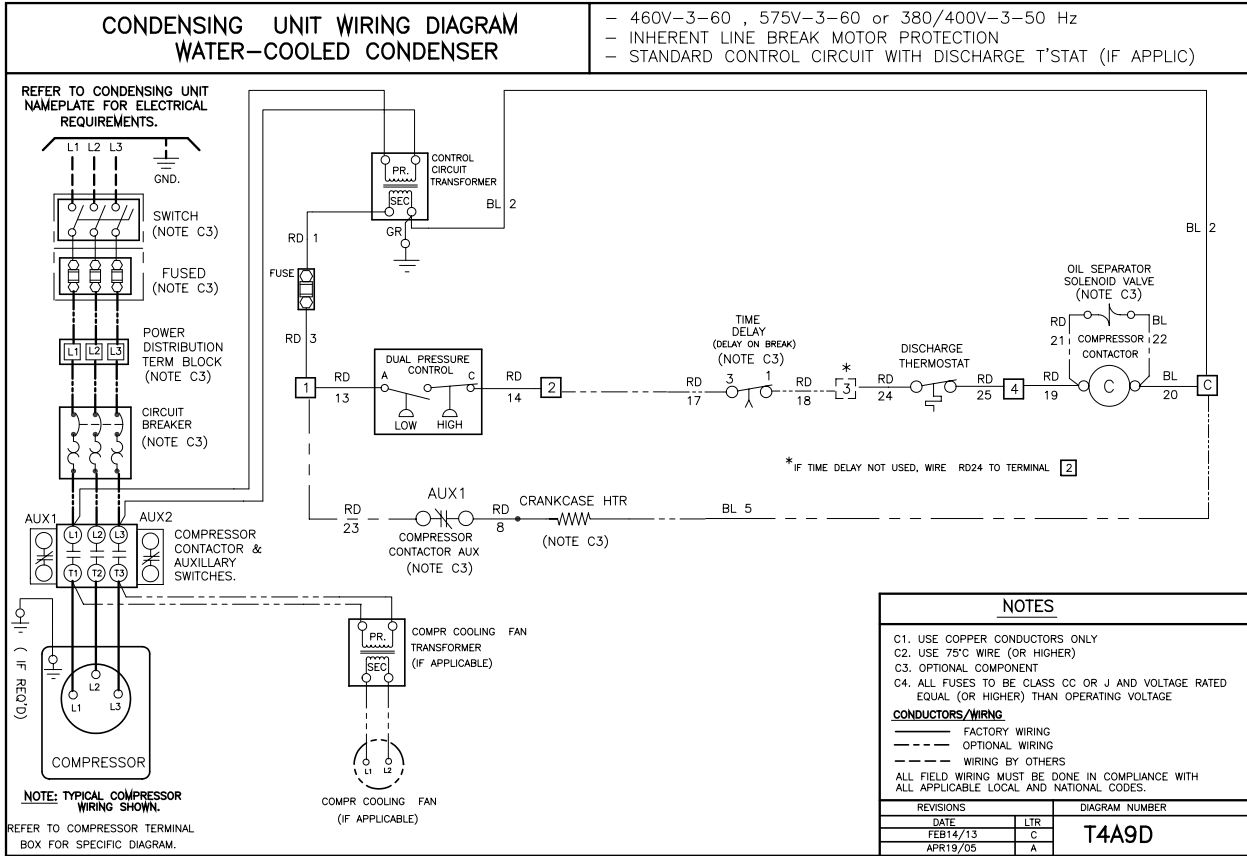 CONDENSING UNIT WIRING DIAGRAM
WATER-COOLED CONDENSER
- 460V-3-60 , 575V-3-60 or 380/400V-3-50 Hz
- INHERENT LINE BREAK MOTOR PROTECTION
- STANDARD CONTROL CIRCUIT WITH DISCHARGE T'STAT (IF APPLIC)
REFER TO CONDENSING UNIT
NAMEPLATE FOR ELECTRICAL
REQUIREMENTS.
L1 L2 L3
GND.
SWITCH
(NOTE C3)
FUSED
(NOTE C3)
POWER
DISTRIBUTION
TERM BLOCK
(NOTE C3)
L1 L2 L3
CIRCUIT
BREAKER
(NOTE C3)
AUX1
AUX2
L1 L2 L3
T1 T2 T3
COMPRESSOR
CONTACTOR &
AUXILLARY
SWITCHES.
( IF REQ'D)
L2
L1 L3
COMPRESSOR
NOTE: TYPICAL COMPRESSOR
WIRING SHOWN.
REFER TO COMPRESSOR TERMINAL
BOX FOR SPECIFIC DIAGRAM.
PR.
SEC
CONTROL
CIRCUIT
TRANSFORMER
GR
BL 2
BL 2
RD 1
FUSE
RD 3
1
RD
13
DUAL PRESSURE
CONTROL
A C
LOW HIGH
RD
14
2
RD
17
TIME
DELAY
(DELAY ON BREAK)
(NOTE C3)
3 1
RD
18
*
3
RD
24
DISCHARGE
THERMOSTAT
RD
25
4
RD
19
OIL SEPARATOR
SOLENOID VALVE
(NOTE C3)
RD
21
BL
22
COMPRESSOR
CONTACTOR
C
BL
20
C
*IF TIME DELAY NOT USED, WIRE RD24 TO TERMINAL 2
RD
23
AUX1
COMPRESSOR
CONTACTOR AUX
(NOTE C3)
RD
8
CRANKCASE HTR
(NOTE C3)
BL 5
PR.
SEC
COMPR COOLING FAN
TRANSFORMER
(IF APPLICABLE)
L1 L2
COMPR COOLING FAN
(IF APPLICABLE)
NOTES
C1. USE COPPER CONDUCTORS ONLY
C2. USE 75°C WIRE (OR HIGHER)
C3. OPTIONAL COMPONENT
C4. ALL FUSES TO BE CLASS CC OR J AND VOLTAGE RATED
EQUAL (OR HIGHER) THAN OPERATING VOLTAGE
CONDUCTORS/WIRNG
FACTORY WIRING
OPTIONAL WIRING
WIRING BY OTHERS
ALL FIELD WIRING MUST BE DONE IN COMPLIANCE WITH
ALL APPLICABLE LOCAL AND NATIONAL CODES.
REVISIONS
DATE LTR
FEB14/13 C
APR19/05 A
DIAGRAM NUMBER
T4A9D